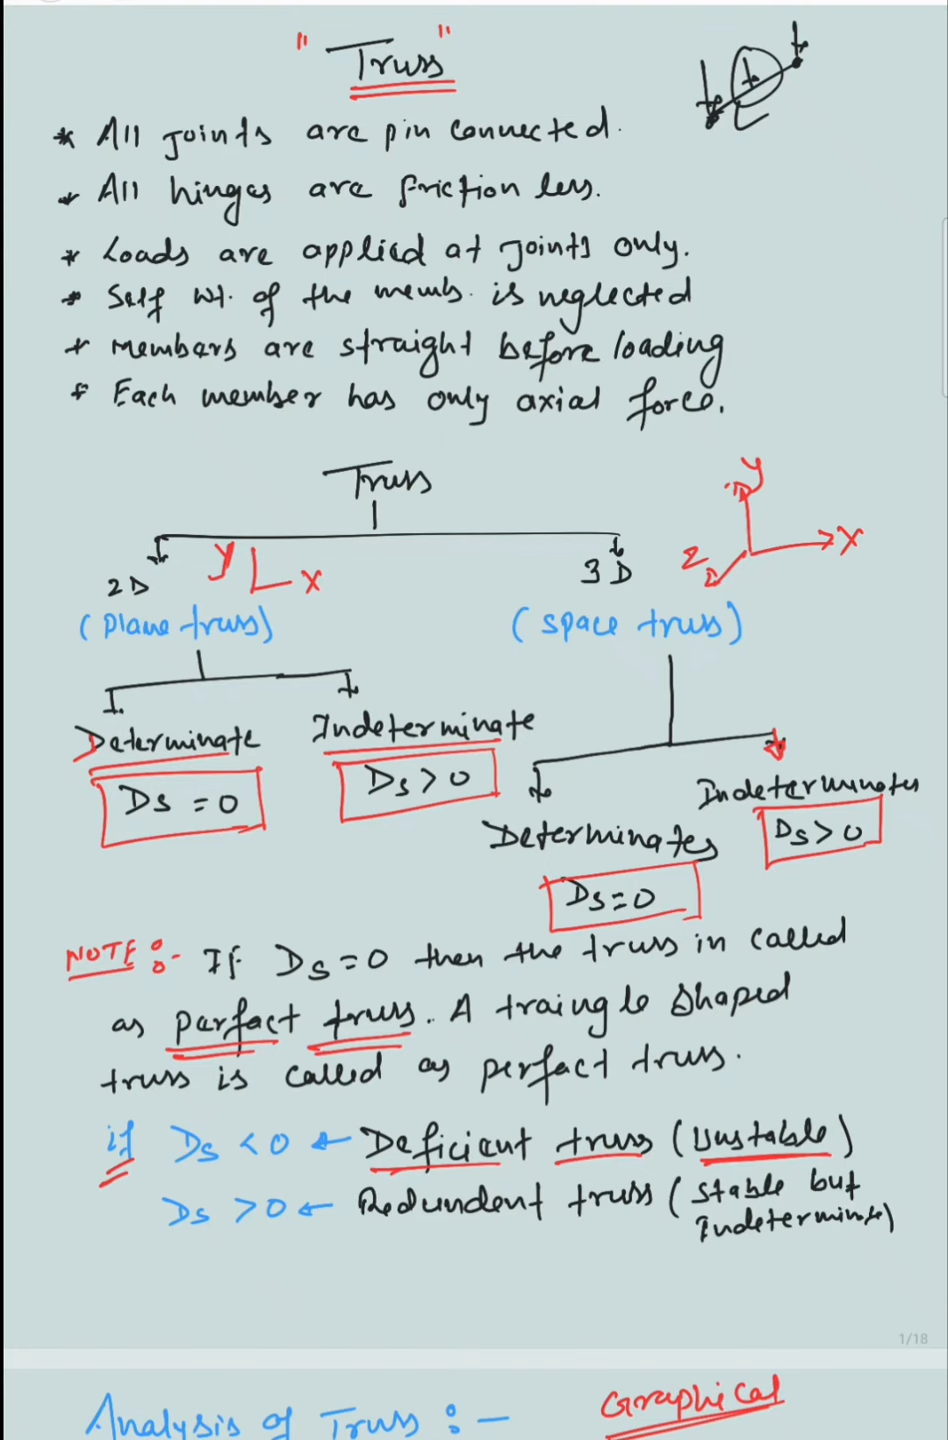 " Truss "
* All Joints are pin connected.
* All hinges are friction less.
* Loads are applied at Joints only.
* Self wt. of the memb. is neglected
* Members are straight before loading
* Each member has only axial force.
Truss
2D
y
x
3D
y
x
z
(Plane truss)
(space truss)
Determinate
Indeterminate
Ds = 0
Ds > 0
Determinates
Indeterminates
Ds = 0
Ds > 0
NOTE :- If Ds = 0 then the truss in called
as perfact truss. A traingle shaped
truss is called as perfact truss.
if Ds < 0 ← Deficient truss (Unstable)
Ds > 0 ← Redundent truss (stable but
Indeterminte)
1/18
Analysis of Truss :-
Graphical